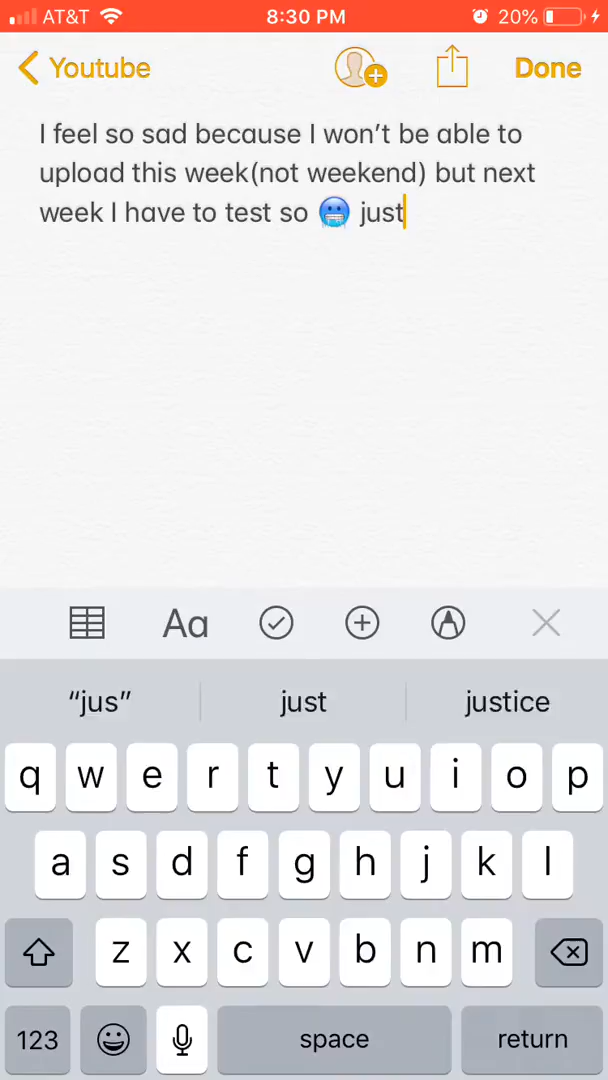 AT&T 8:30 PM 20%
Youtube Done
I feel so sad because I won't be able to
upload this week(not weekend) but next
week I have to test so 🥶 just
Aa
“jus” just justice
q w e r t y u i o p
a s d f g h j k l
z x c v b n m
123 space return